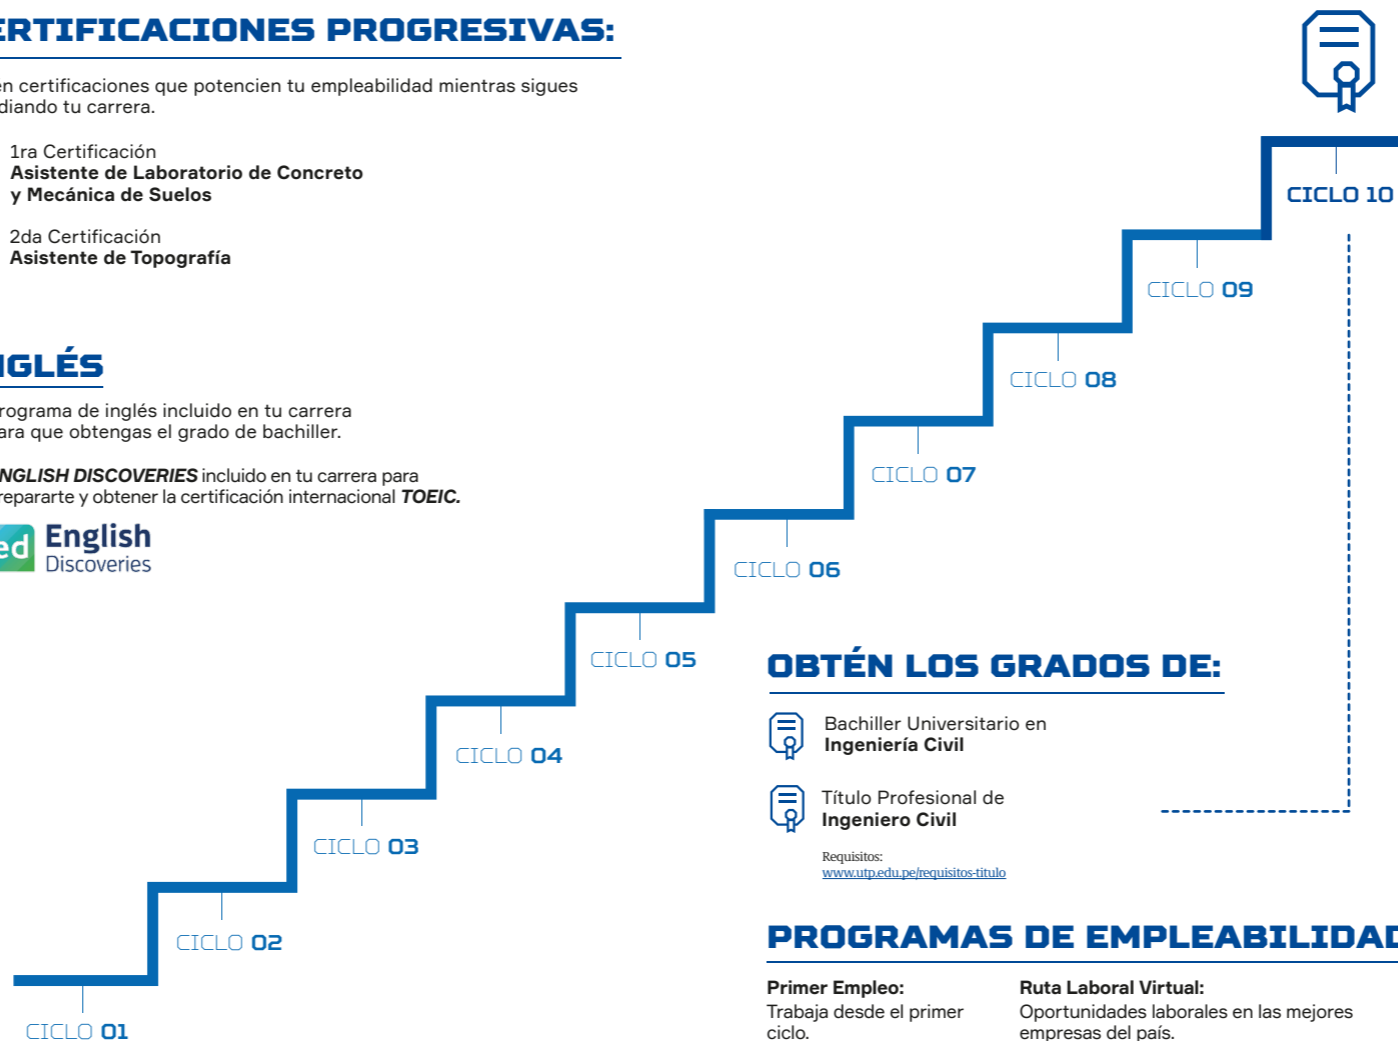 ERTIFICACIONES PROGRESIVAS:
en certificaciones que potencien tu empleabilidad mientras sigues
diando tu carrera.
1ra Certificación
Asistente de Laboratorio de Concreto
y Mecánica de Suelos
2da Certificación
Asistente de Topografía
NGLÉS
rograma de inglés incluido en tu carrera
ara que obtengas el grado de bachiller.
NGLISH DISCOVERIES incluido en tu carrera para
repararte y obtener la certificación internacional TOEIC.
ed English
Discoveries
CICLO 10
CICLO 09
CICLO 08
CICLO 07
CICLO 06
CICLO 05
CICLO 04
CICLO 03
CICLO 02
CICLO 01
OBTÉN LOS GRADOS DE:
Bachiller Universitario en
Ingeniería Civil
Título Profesional de
Ingeniero Civil
Requisitos:
www.utp.edu.pe/requisitos-titulo
PROGRAMAS DE EMPLEABILIDAD
Primer Empleo:
Trabaja desde el primer
ciclo.
Ruta Laboral Virtual:
Oportunidades laborales en las mejores
empresas del país.